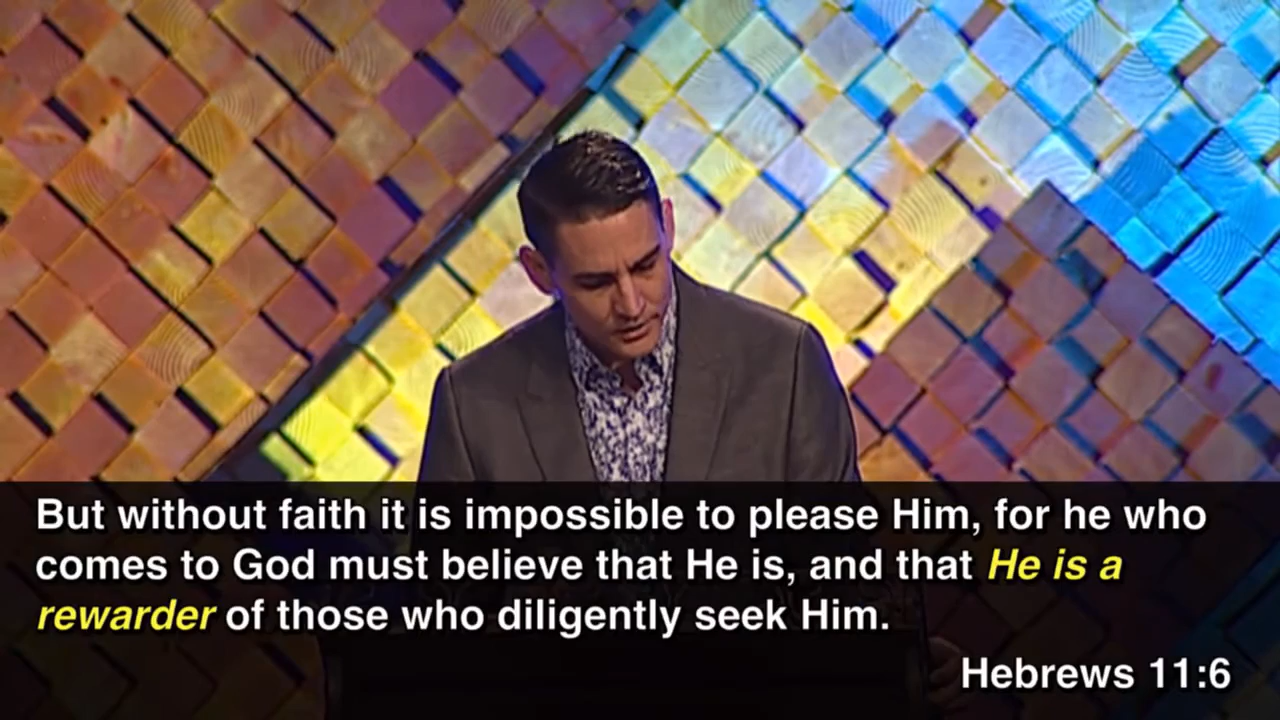 But without faith it is impossible to please Him, for he who
comes to God must believe that He is, and that He is a
rewarder of those who diligently seek Him.
Hebrews 11:6